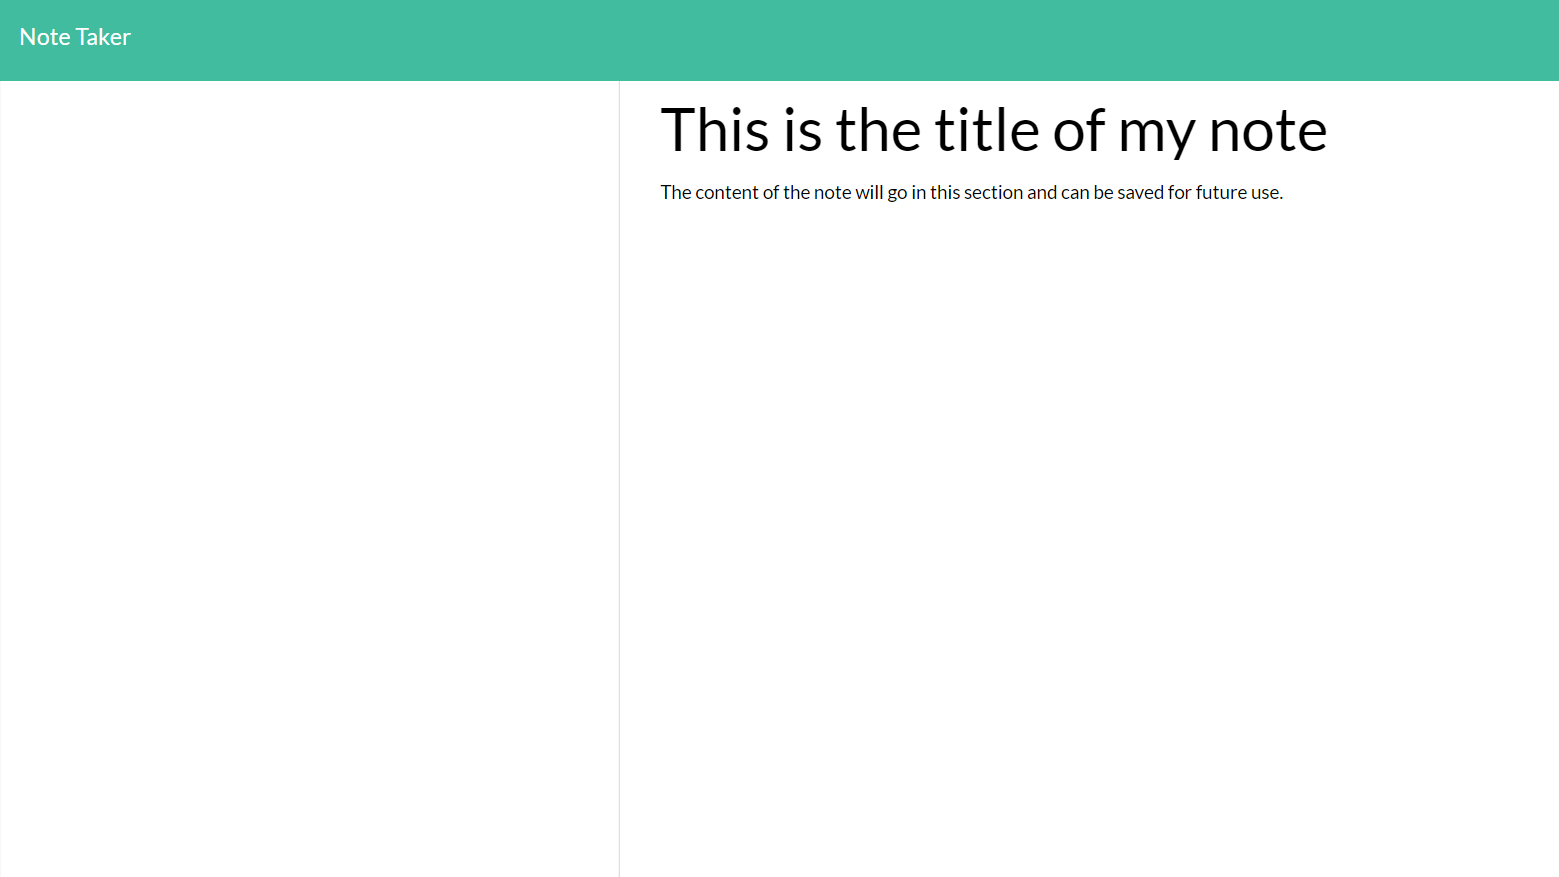 Note Taker
This is the title of my note
The content of the note will go in this section and can be saved for future use.